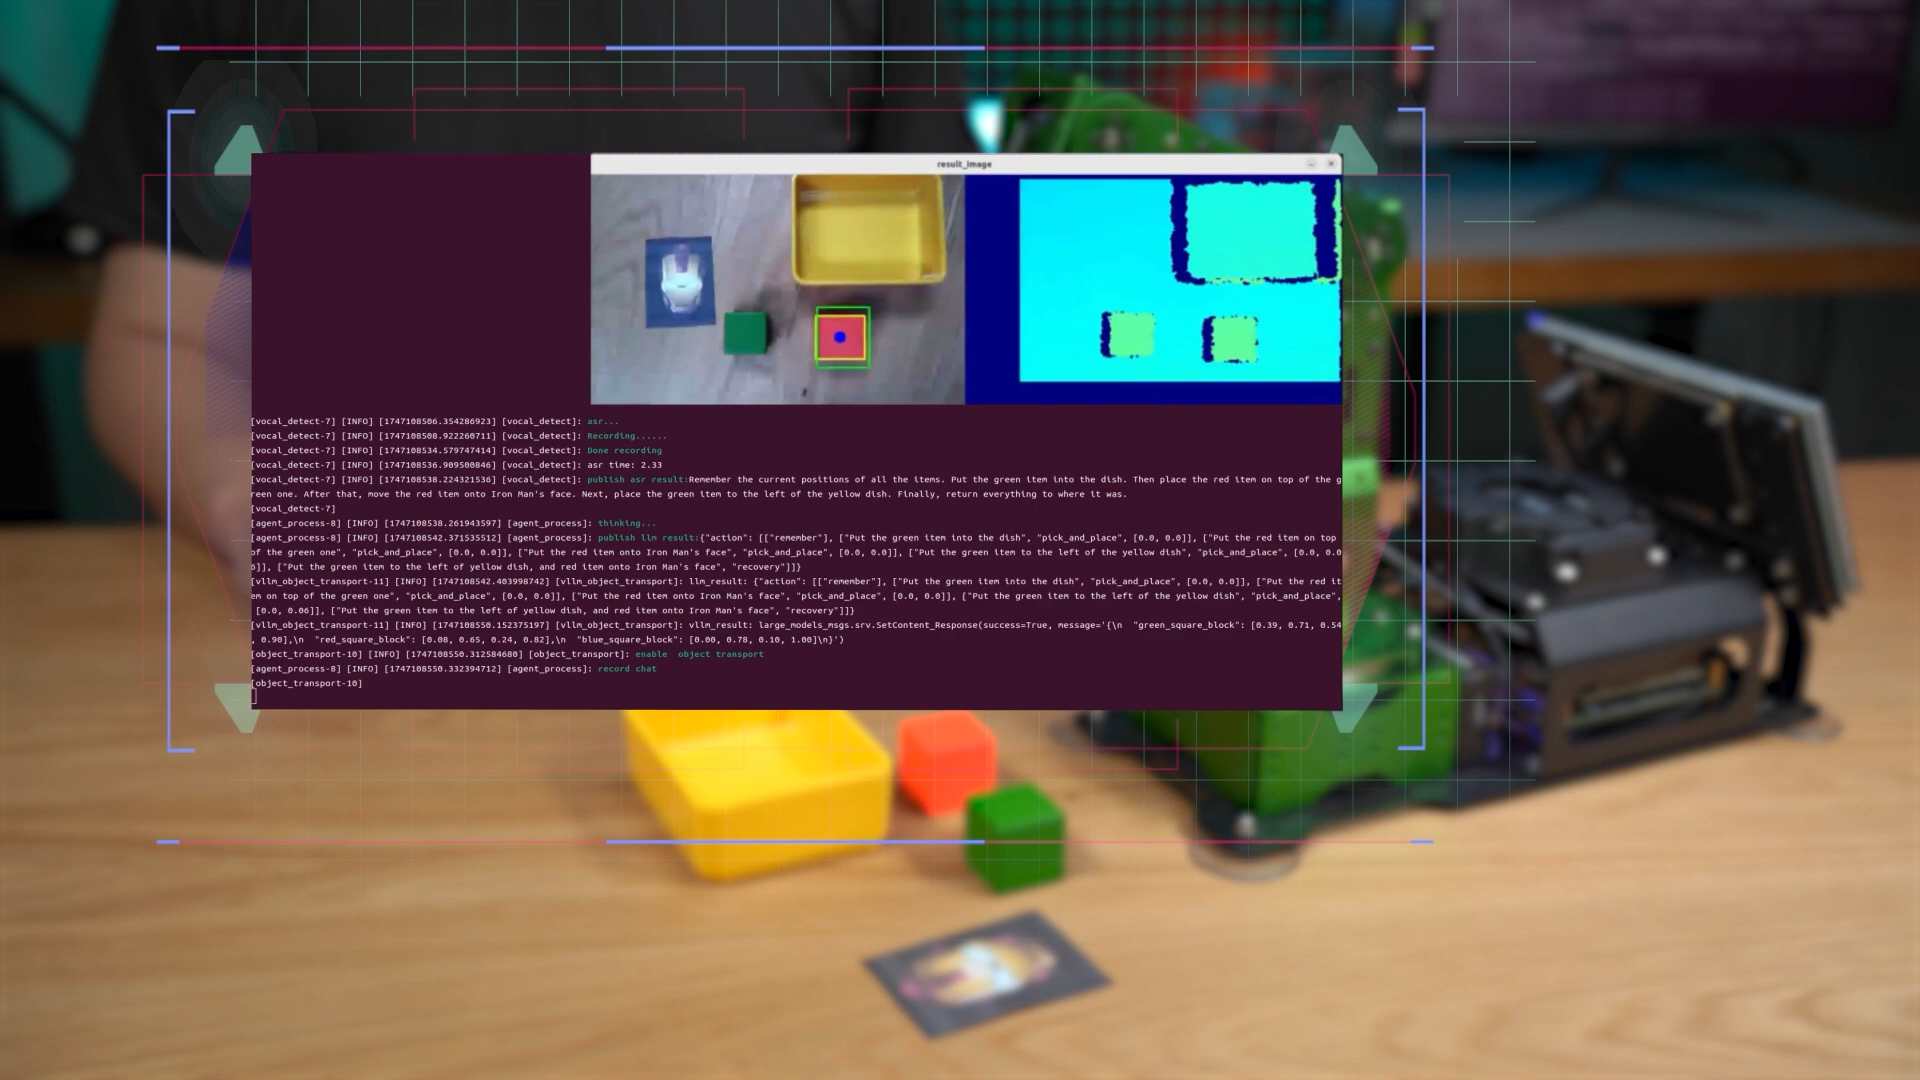 result_image
[vocal_detect-7] [INFO] [1747108506.354286923] [vocal_detect]: asr...
[vocal_detect-7] [INFO] [1747108508.922260711] [vocal_detect]: Recording......
[vocal_detect-7] [INFO] [1747108534.579747414] [vocal_detect]: Done recording
[vocal_detect-7] [INFO] [1747108536.909500846] [vocal_detect]: asr time: 2.33
[vocal_detect-7] [INFO] [1747108538.224321536] [vocal_detect]: publish asr result:Remember the current positions of all the items. Put the green item into the dish. Then place the red item on top of the g
reen one. After that, move the red item onto Iron Man's face. Next, place the green item to the left of the yellow dish. Finally, return everything to where it was.
[vocal_detect-7]
[agent_process-8] [INFO] [1747108538.261943597] [agent_process]: thinking...
[agent_process-8] [INFO] [1747108542.371535512] [agent_process]: publish llm result:{"action": [["remember"], ["Put the green item into the dish", "pick_and_place", [0.0, 0.0]], ["Put the red item on top
of the green one", "pick_and_place", [0.0, 0.0]], ["Put the red item onto Iron Man's face", "pick_and_place", [0.0, 0.0]], ["Put the green item to the left of the yellow dish", "pick_and_place", [0.0, 0.0
6]], ["Put the green item to the left of yellow dish, and red item onto Iron Man's face", "recovery"]]}
[vllm_object_transport-11] [INFO] [1747108542.403998742] [vllm_object_transport]: llm_result: {"action": [["remember"], ["Put the green item into the dish", "pick_and_place", [0.0, 0.0]], ["Put the red it
em on top of the green one", "pick_and_place", [0.0, 0.0]], ["Put the red item onto Iron Man's face", "pick_and_place", [0.0, 0.0]], ["Put the green item to the left of the yellow dish", "pick_and_place",
[0.0, 0.06]], ["Put the green item to the left of yellow dish, and red item onto Iron Man's face", "recovery"]]}
[vllm_object_transport-11] [INFO] [1747108550.152375197] [vllm_object_transport]: vllm_result: large_models_msgs.srv.SetContent_Response(success=True, message='{\n  "green_square_block": [0.39, 0.71, 0.54
, 0.90],\n  "red_square_block": [0.08, 0.65, 0.24, 0.82],\n  "blue_square_block": [0.00, 0.78, 0.10, 1.00]\n}')
[object_transport-10] [INFO] [1747108550.312584680] [object_transport]: enable  object transport
[agent_process-8] [INFO] [1747108550.332394712] [agent_process]: record chat
[object_transport-10]